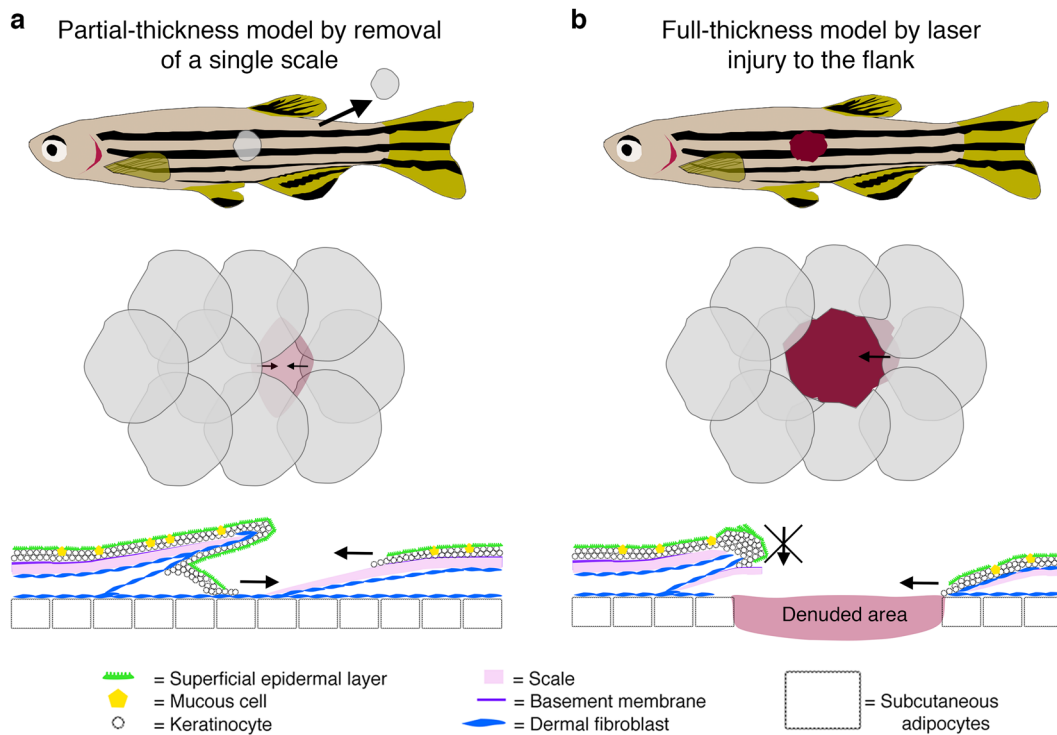 a
Partial-thickness model by removal
of a single scale
b
Full-thickness model by laser
injury to the flank
Denuded area
= Superficial epidermal layer
= Mucous cell
= Keratinocyte
= Scale
= Basement membrane
= Dermal fibroblast
= Subcutaneous
adipocytes